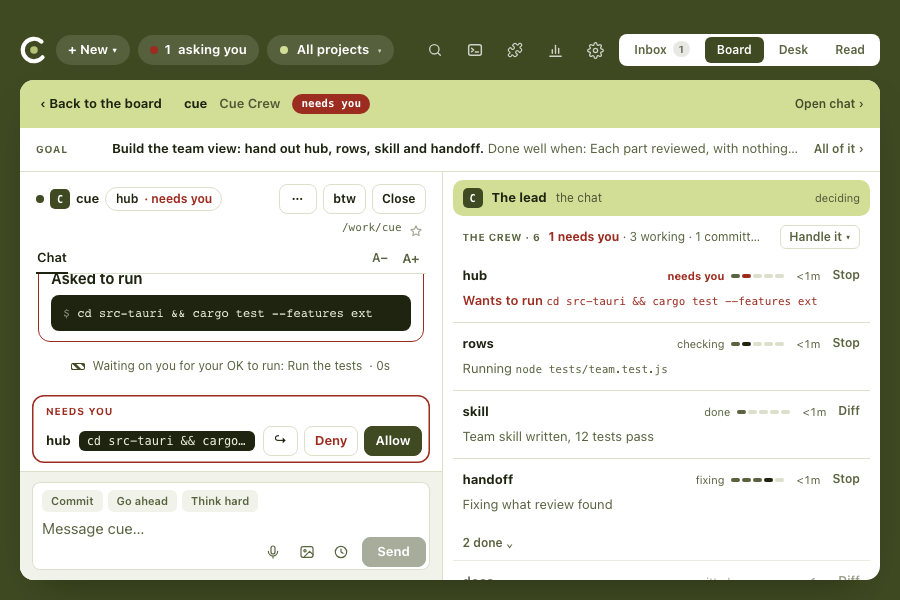 + New ▾
1 asking you
All projects ▾
Inbox 1
Board
Desk
Read
‹ Back to the board
cue
Cue Crew
needs you
Open chat ›
GOAL
Build the team view: hand out hub, rows, skill and handoff. Done well when: Each part reviewed, with nothing...
All of it ›
C cue
hub · needs you
...
btw
Close
/work/cue
Chat
A−
A+
Asked to run
$ cd src-tauri && cargo test --features ext
Waiting on you for your OK to run: Run the tests · 0s
NEEDS YOU
hub
cd src-tauri && cargo…
↪
Deny
Allow
Commit
Go ahead
Think hard
Message cue...
Send
C The lead the chat
deciding
THE CREW · 6 1 needs you · 3 working · 1 committ...
Handle it ▾
hub needs you <1m Stop
Wants to run cd src-tauri && cargo test --features ext
rows checking <1m Stop
Running node tests/team.test.js
skill done <1m Diff
Team skill written, 12 tests pass
handoff fixing <1m Stop
Fixing what review found
2 done ⌄